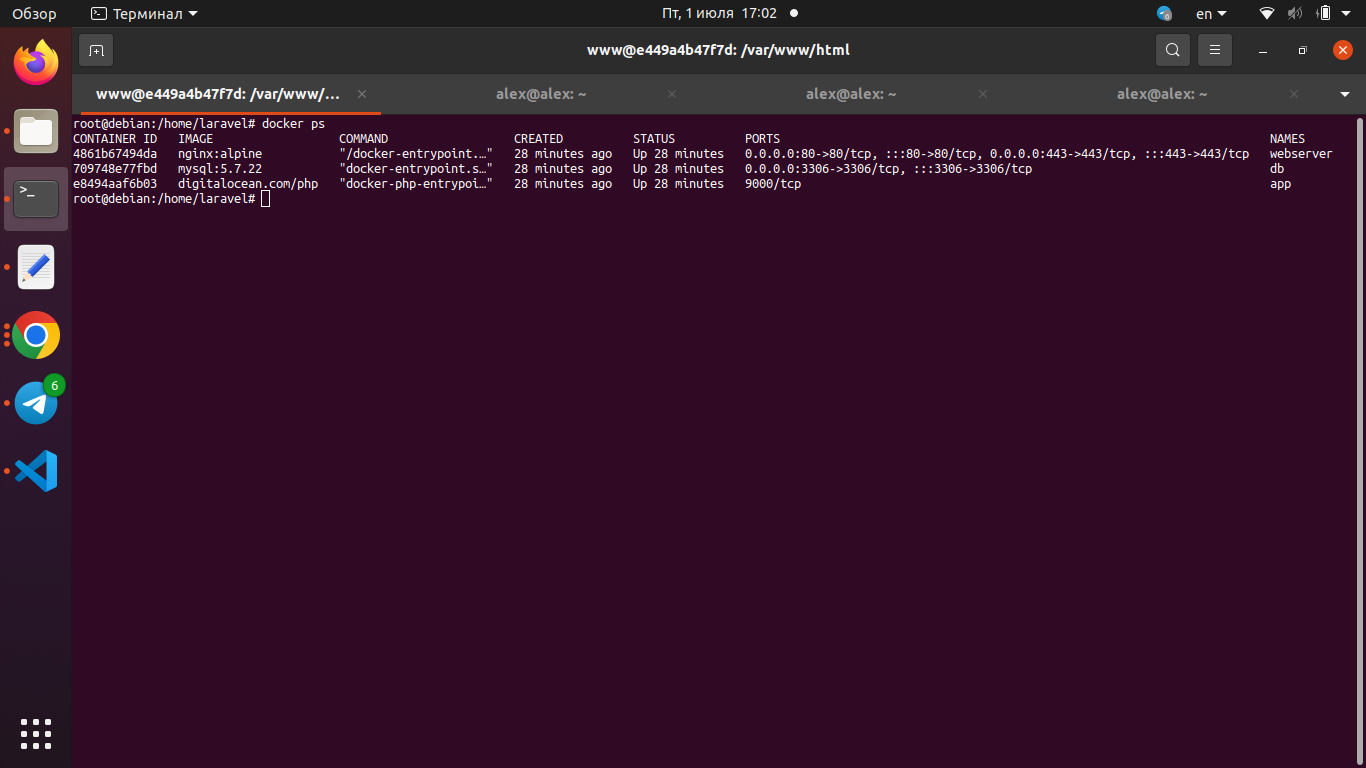 Обзор Терминал Пт, 1 июля 17:02 en
www@e449a4b47f7d: /var/www/html
www@e449a4b47f7d: /var/www/... alex@alex: ~ alex@alex: ~ alex@alex: ~
root@debian:/home/laravel# docker ps
CONTAINER ID IMAGE COMMAND CREATED STATUS PORTS NAMES
4861b67494da nginx:alpine "/docker-entrypoint.…" 28 minutes ago Up 28 minutes 0.0.0.0:80->80/tcp, :::80->80/tcp, 0.0.0.0:443->443/tcp, :::443->443/tcp webserver
709748e77fbd mysql:5.7.22 "docker-entrypoint.s…" 28 minutes ago Up 28 minutes 0.0.0.0:3306->3306/tcp, :::3306->3306/tcp db
e8494aaf6b03 digitalocean.com/php "docker-php-entrypoi…" 28 minutes ago Up 28 minutes 9000/tcp app
root@debian:/home/laravel#
>_
6